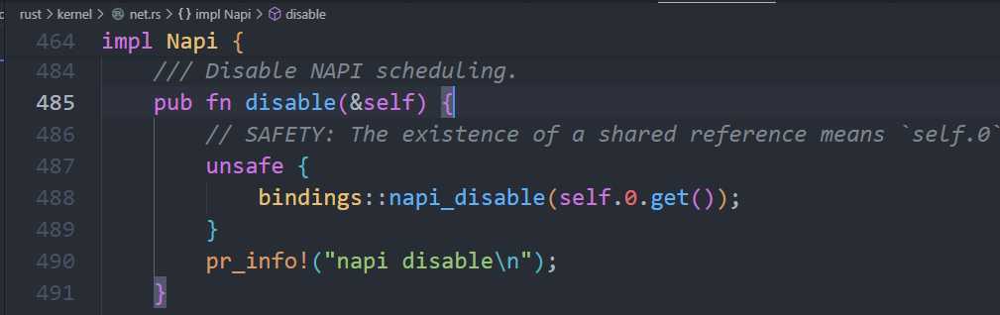 rust > kernel > net.rs > {} impl Napi > disable
464 impl Napi {
484 /// Disable NAPI scheduling.
485 pub fn disable(&self) {
486 // SAFETY: The existence of a shared reference means `self.0`
487 unsafe {
488 bindings::napi_disable(self.0.get());
489 }
490 pr_info!("napi disable\n");
491 }